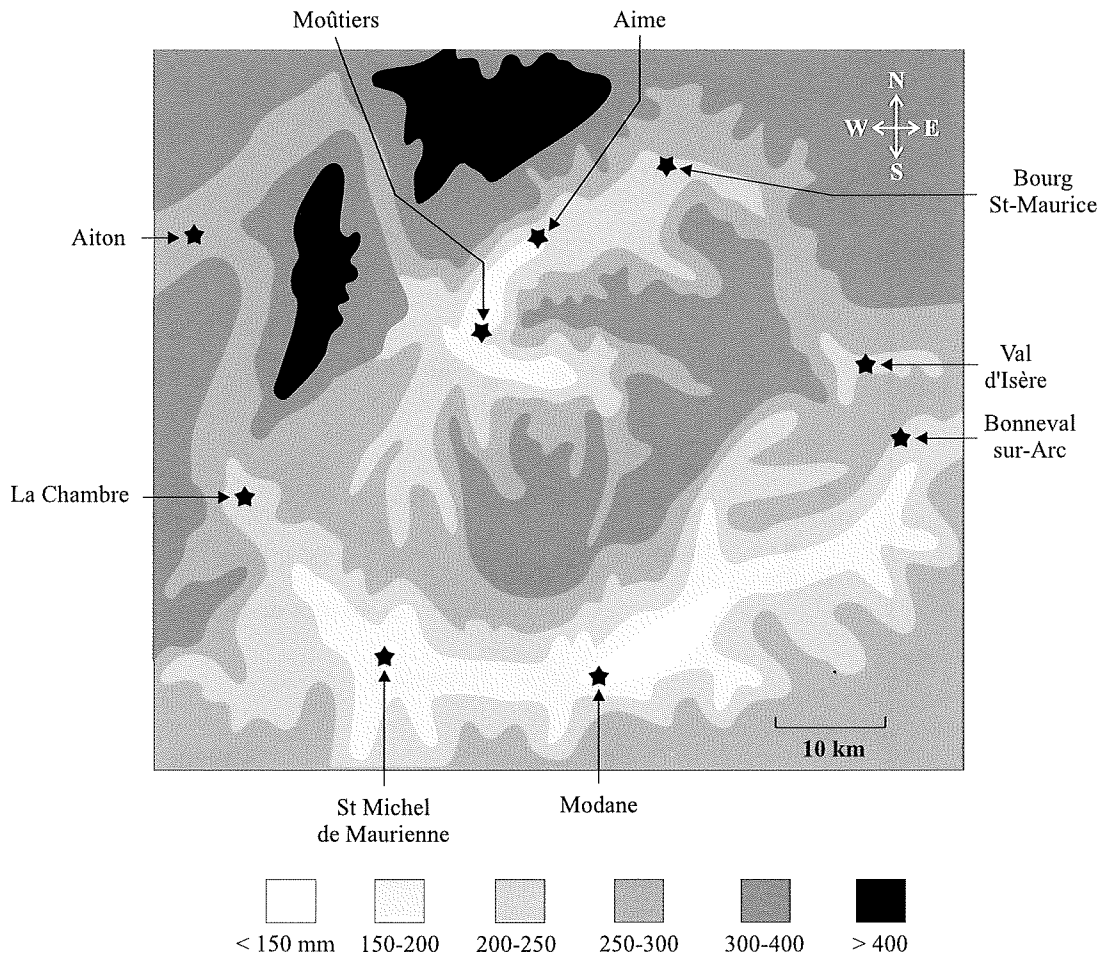 Moûtiers
Aime
N
W E
S
Bourg
St-Maurice
Aiton
Val
d'Isère
Bonneval
sur-Arc
La Chambre
10 km
St Michel
de Maurienne
Modane
< 150 mm
150-200
200-250
250-300
300-400
> 400